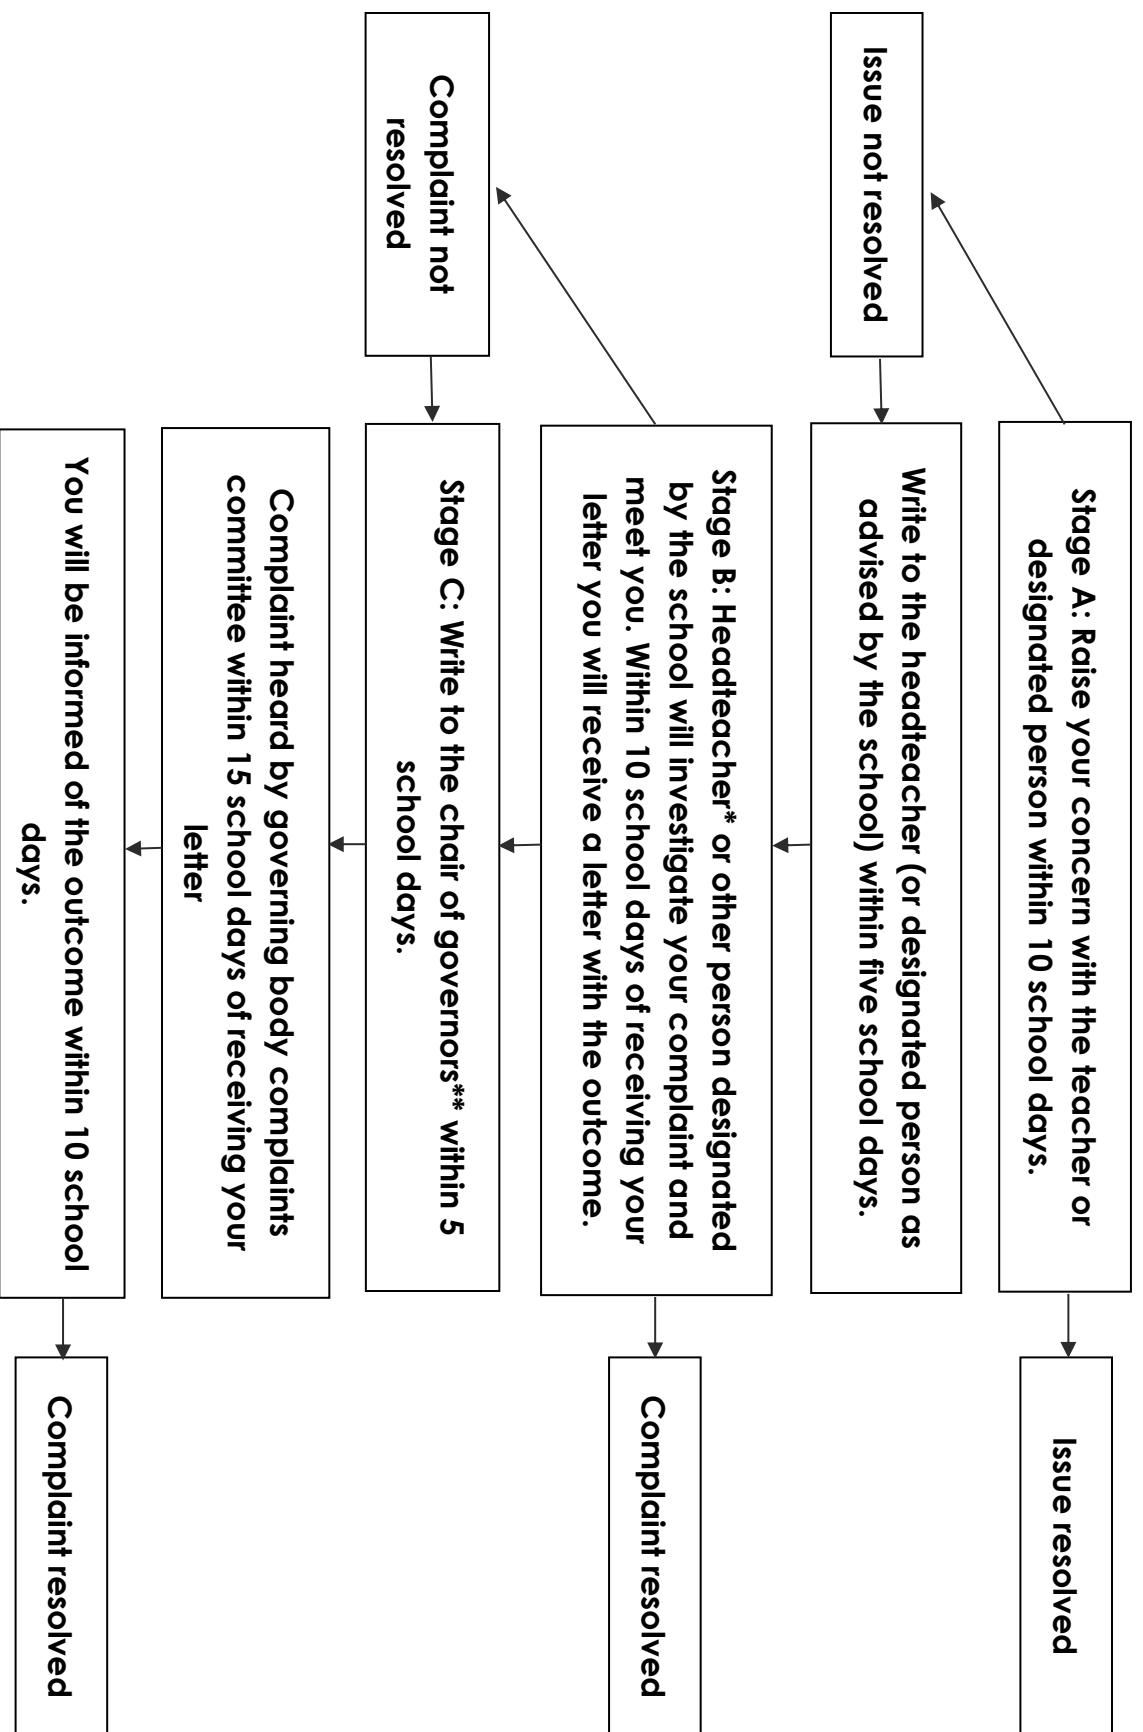 Stage A: Raise your concern with the teacher or
designated person within 10 school days.
Issue resolved
Issue not resolved
Write to the headteacher (or designated person as
advised by the school) within five school days.
Stage B: Headteacher* or other person designated
by the school will investigate your complaint and
meet you. Within 10 school days of receiving your
letter you will receive a letter with the outcome.
Complaint resolved
Complaint not
resolved
Stage C: Write to the chair of governors** within 5
school days.
Complaint heard by governing body complaints
committee within 15 school days of receiving your
letter
You will be informed of the outcome within 10 school
days.
Complaint resolved